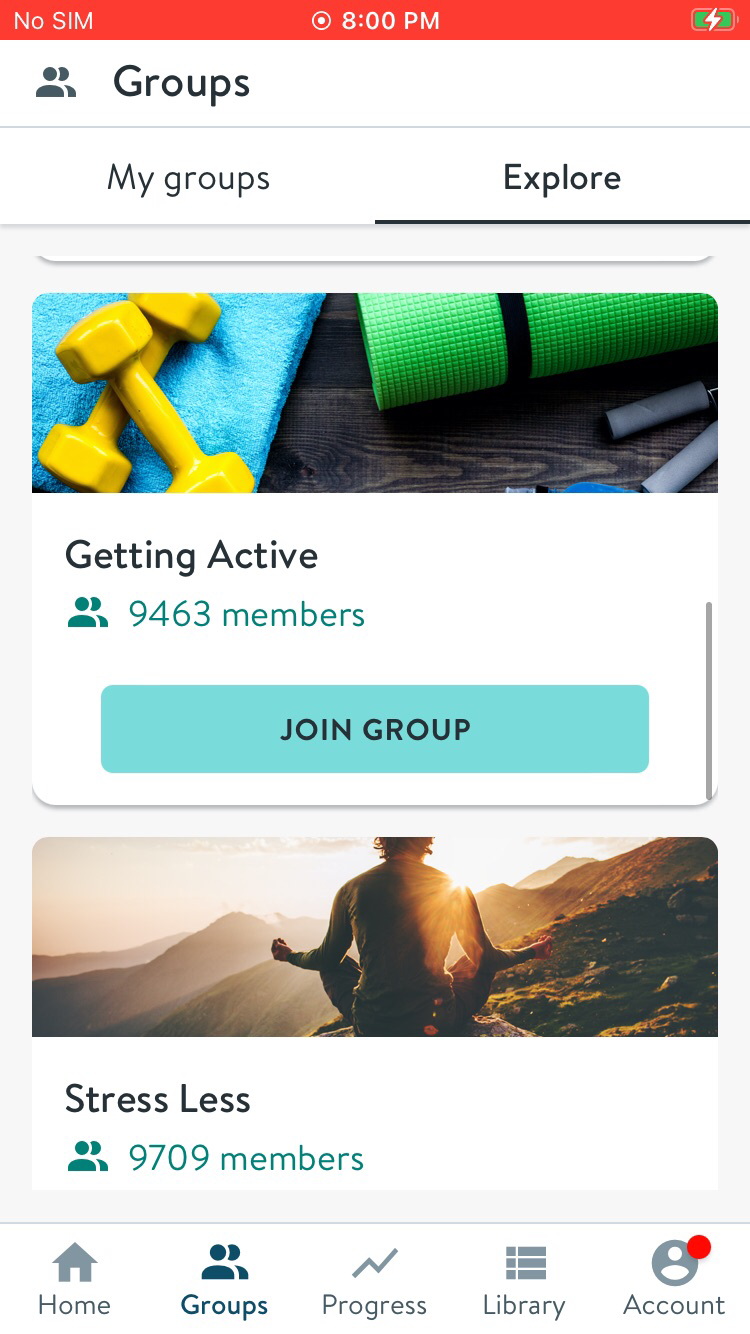 No SIM 8:00 PM
Groups
My groups Explore
Getting Active
9463 members
JOIN GROUP
Stress Less
9709 members
Home Groups Progress Library Account